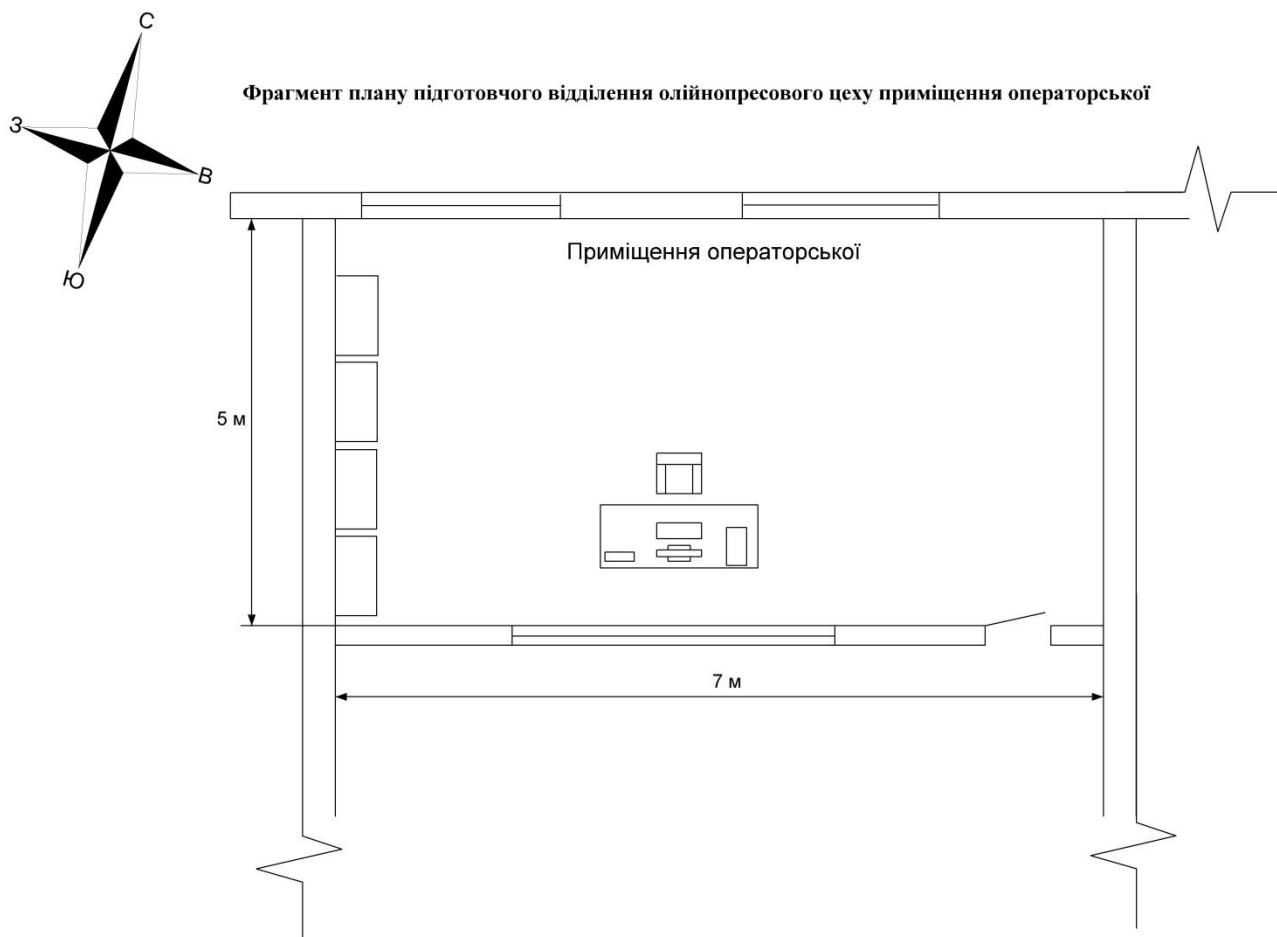 С
Фрагмент плану підготовчого відділення олійнопресового цеху приміщення операторської
З
В
Ю
Приміщення операторської
5 м
7 м